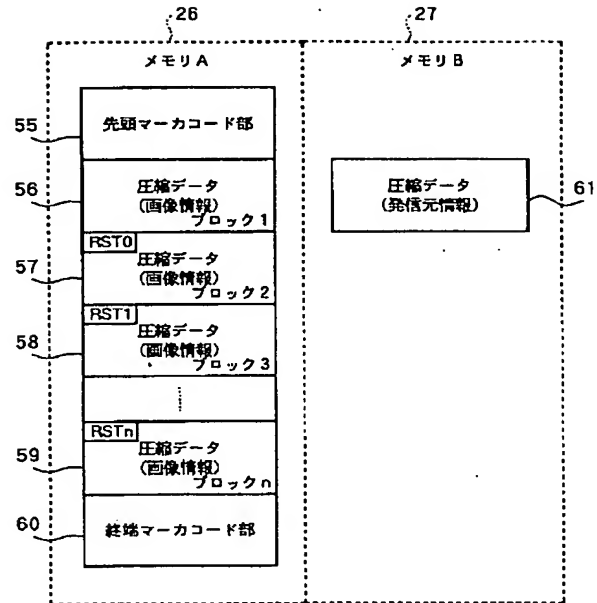 26
27
メモリA
メモリB
55
先頭マーカコード部
56
圧縮データ
(画像情報)
ブロック1
圧縮データ
(発信元情報)
61
57
RST0
圧縮データ
(画像情報)
ブロック2
58
RST1
圧縮データ
(画像情報)
ブロック3
59
RSTn
圧縮データ
(画像情報)
ブロックn
60
終端マーカコード部